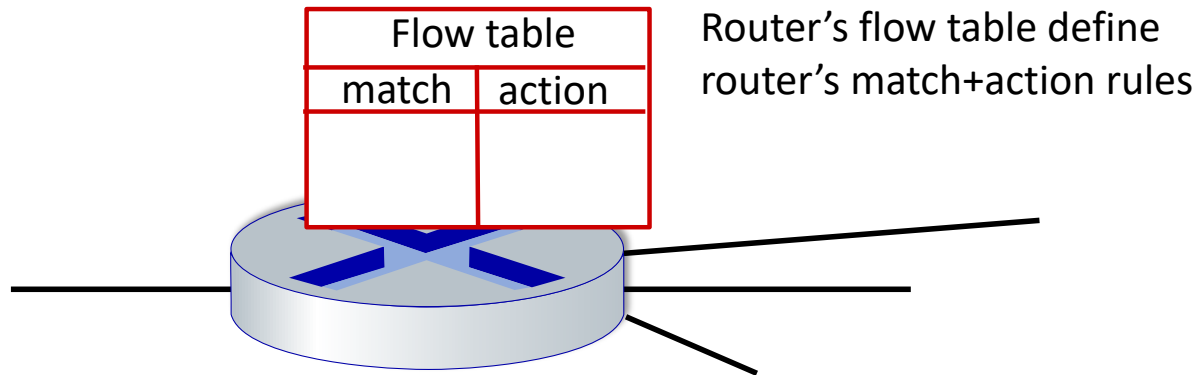 Flow table
match action
Router’s flow table define
router’s match+action rules